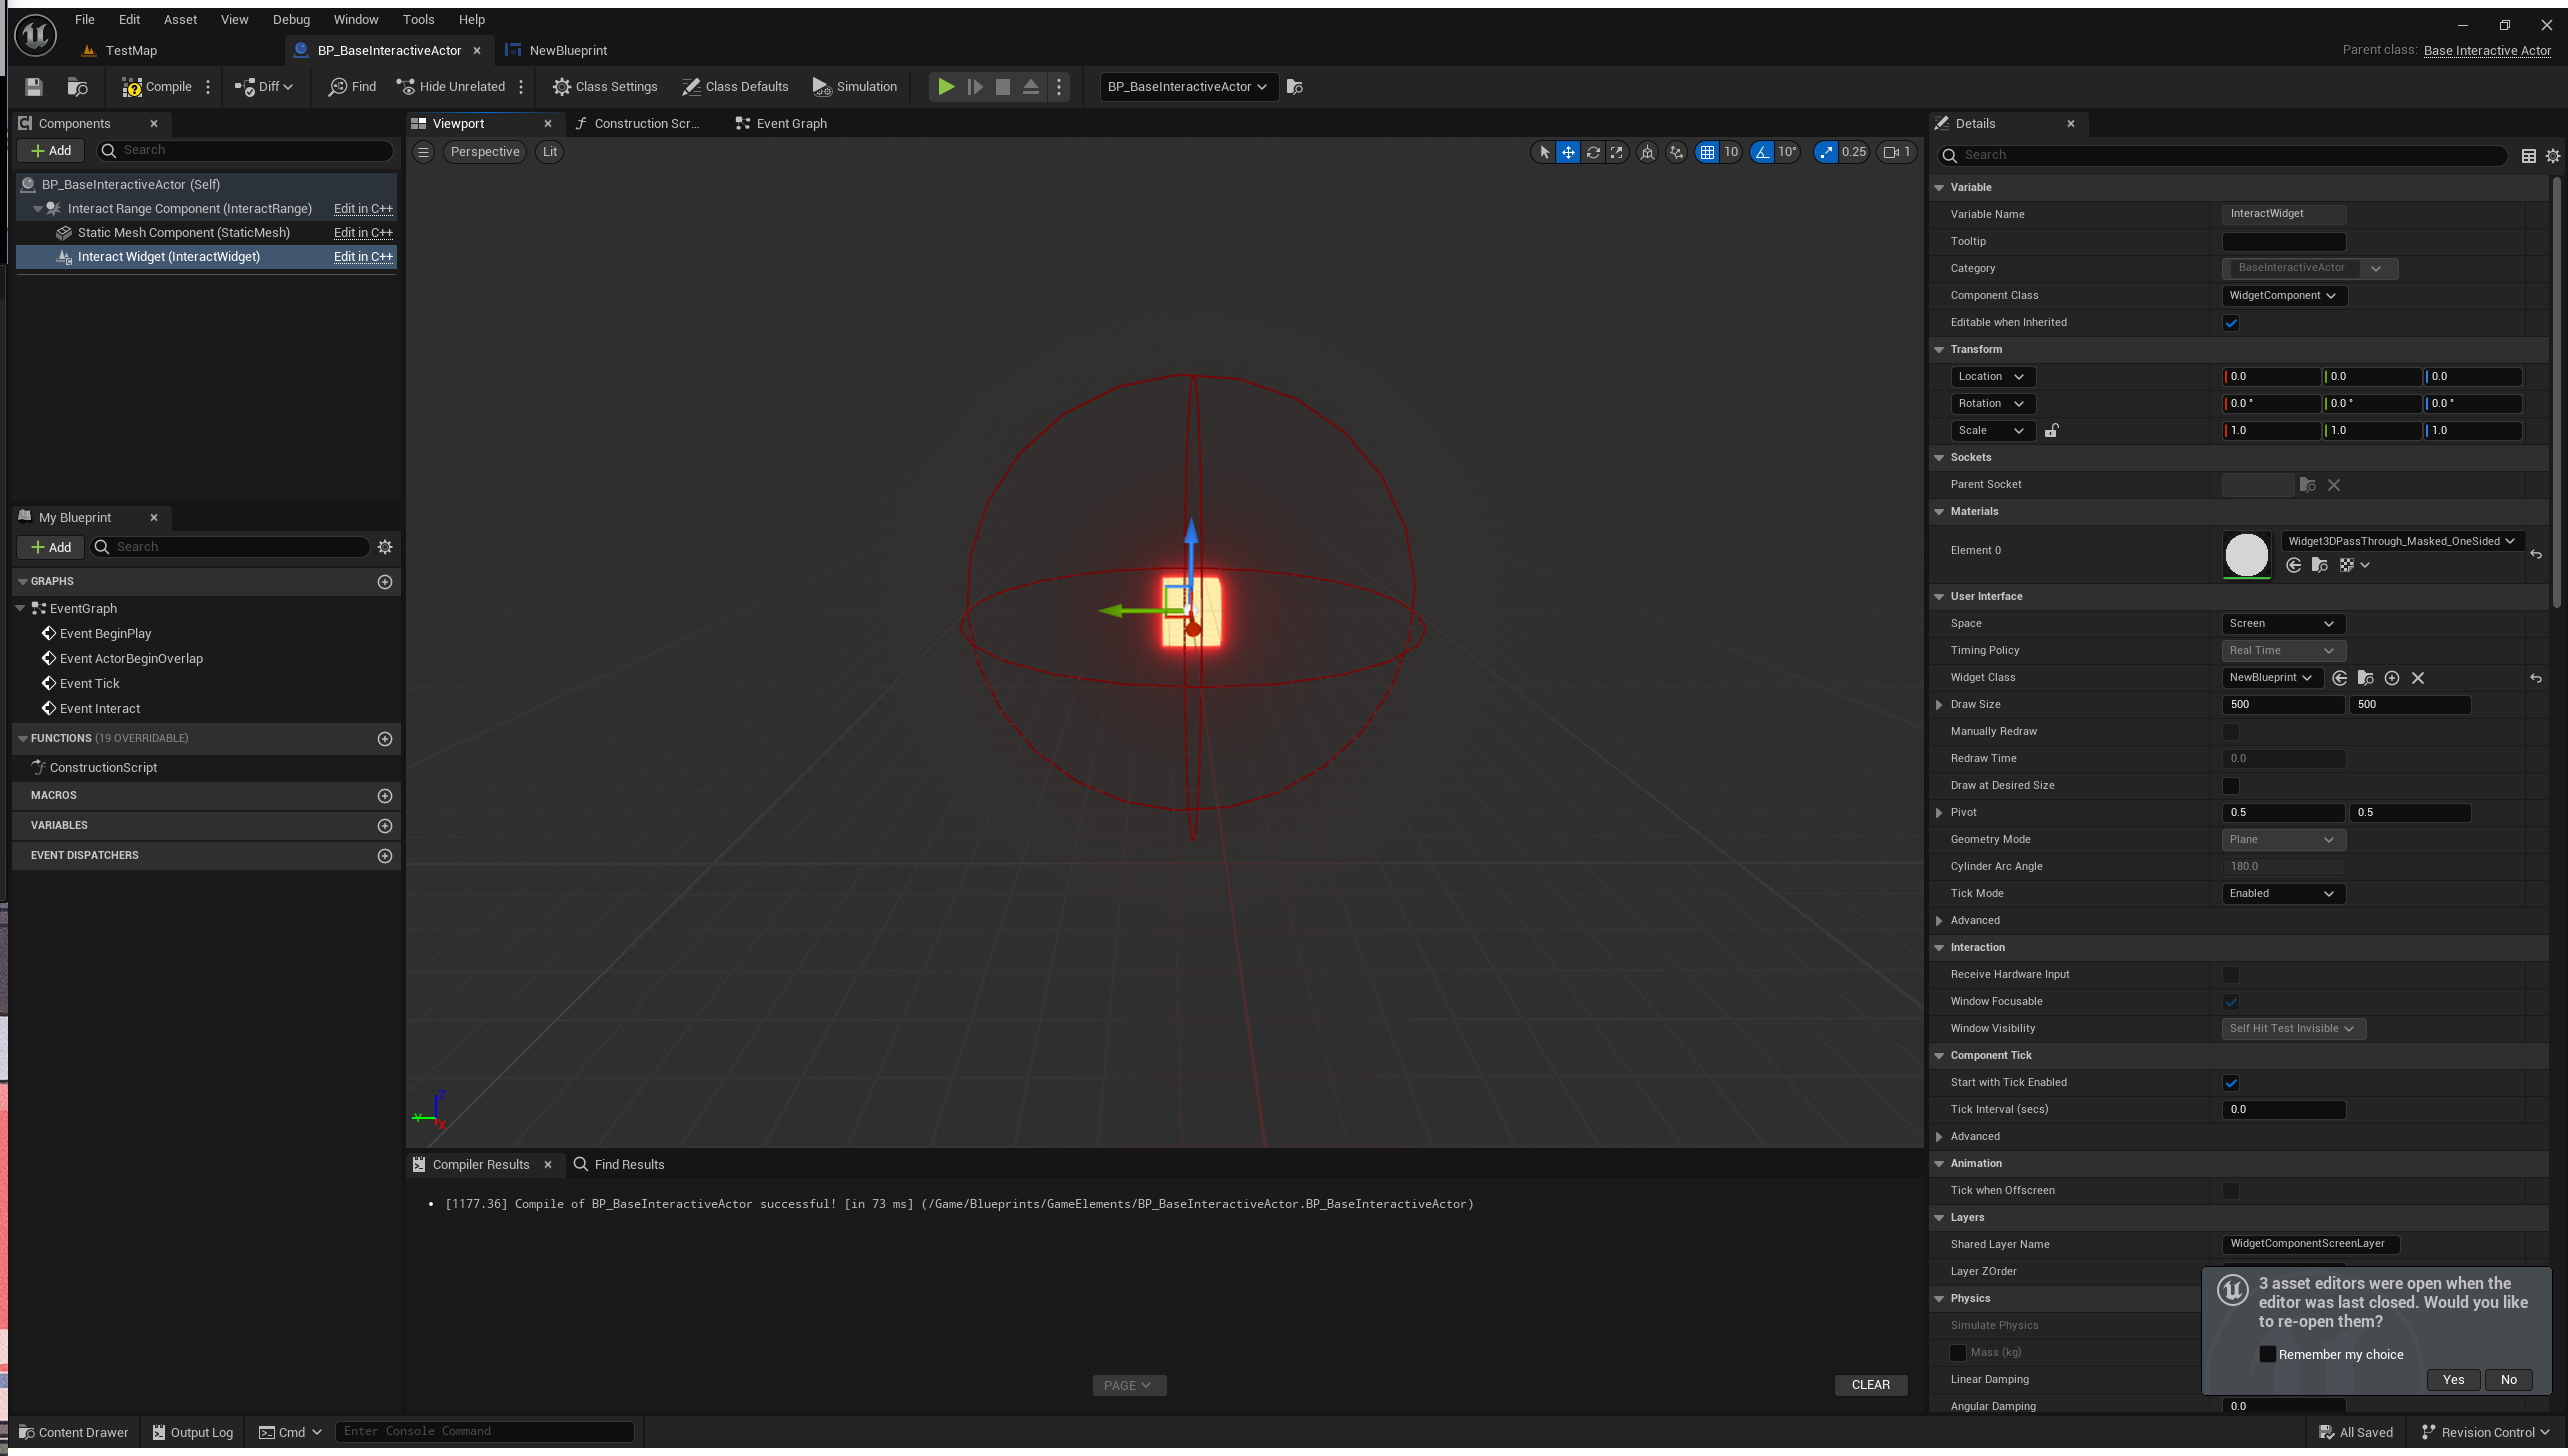 File Edit Asset View Debug Window Tools Help
TestMap BP_BaseInteractiveActor NewBlueprint Parent class: Base Interactive Actor
Compile Diff Find Hide Unrelated Class Settings Class Defaults Simulation BP_BaseInteractiveActor
Components
Add Search
BP_BaseInteractiveActor (Self)
Interact Range Component (InteractRange) Edit in C++
Static Mesh Component (StaticMesh) Edit in C++
Interact Widget (InteractWidget) Edit in C++
My Blueprint
Add Search
GRAPHS
EventGraph
Event BeginPlay
Event ActorBeginOverlap
Event Tick
Event Interact
FUNCTIONS (19 OVERRIDABLE)
ConstructionScript
MACROS
VARIABLES
EVENT DISPATCHERS
Viewport Construction Scr... Event Graph
Perspective Lit 10 10° 0.25 1
Z
Y
X
Compiler Results Find Results
[1177.36] Compile of BP_BaseInteractiveActor successful! [in 73 ms] (/Game/Blueprints/GameElements/BP_BaseInteractiveActor.BP_BaseInteractiveActor)
PAGE CLEAR
Details
Search
Variable
Variable Name InteractWidget
Tooltip
Category BaseInteractiveActor
Component Class WidgetComponent
Editable when Inherited
Transform
Location 0.0 0.0 0.0
Rotation 0.0 ° 0.0 ° 0.0 °
Scale 1.0 1.0 1.0
Sockets
Parent Socket
Materials
Element 0 Widget3DPassThrough_Masked_OneSided
User Interface
Space Screen
Timing Policy Real Time
Widget Class NewBlueprint
Draw Size 500 500
Manually Redraw
Redraw Time 0.0
Draw at Desired Size
Pivot 0.5 0.5
Geometry Mode Plane
Cylinder Arc Angle 180.0
Tick Mode Enabled
Advanced
Interaction
Receive Hardware Input
Window Focusable
Window Visibility Self Hit Test Invisible
Component Tick
Start with Tick Enabled
Tick Interval (secs) 0.0
Advanced
Animation
Tick when Offscreen
Layers
Shared Layer Name WidgetComponentScreenLayer
Layer ZOrder
Physics
Simulate Physics
Mass (kg)
Linear Damping
Angular Damping 0.0
3 asset editors were open when the
editor was last closed. Would you like
to re-open them?
Remember my choice
Yes No
Content Drawer Output Log Cmd Enter Console Command All Saved Revision Control